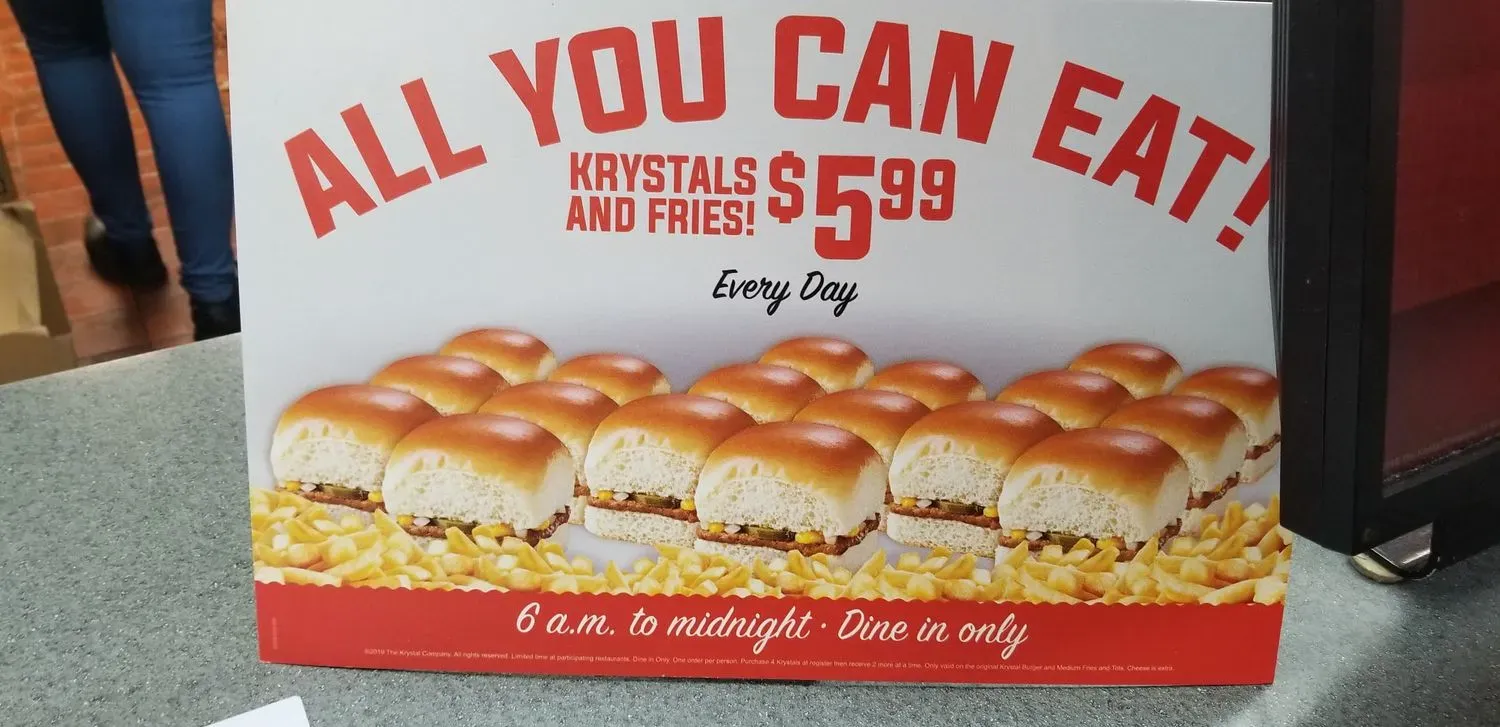 ALL YOU CAN EAT!
KRYSTALS
AND FRIES! $5.99
Every Day
6 a.m. to midnight · Dine in only
©2019 The Krystal Company. All rights reserved. Limited time at participating restaurants. Dine in Only. One order per person. Purchase 4 Krystals at register then receive 2 more at a time. Only valid on the original Krystal Burger and Medium Fries and Tots. Cheese is extra.